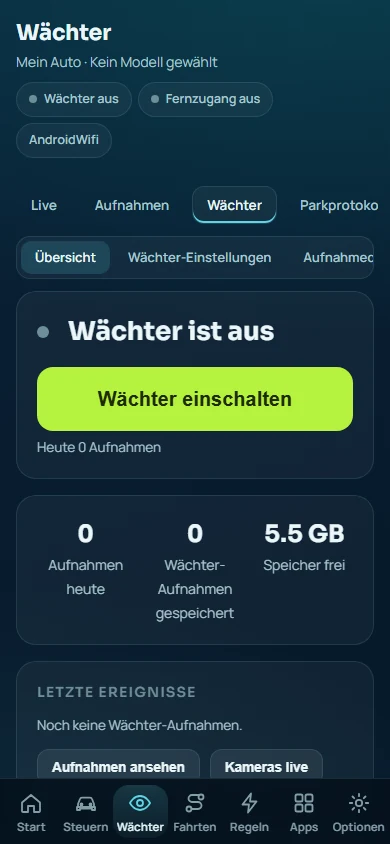 Wächter
Mein Auto · Kein Modell gewählt
Wächter aus
Fernzugang aus
AndroidWifi
Live
Aufnahmen
Wächter
Parkprotoko
Übersicht
Wächter-Einstellungen
Aufnahmec
Wächter ist aus
Wächter einschalten
Heute 0 Aufnahmen
0
Aufnahmen
heute
0
Wächter-
Aufnahmen
gespeichert
5.5 GB
Speicher frei
LETZTE EREIGNISSE
Noch keine Wächter-Aufnahmen.
Aufnahmen ansehen
Kameras live
Start
Steuern
Wächter
Fahrten
Regeln
Apps
Optionen